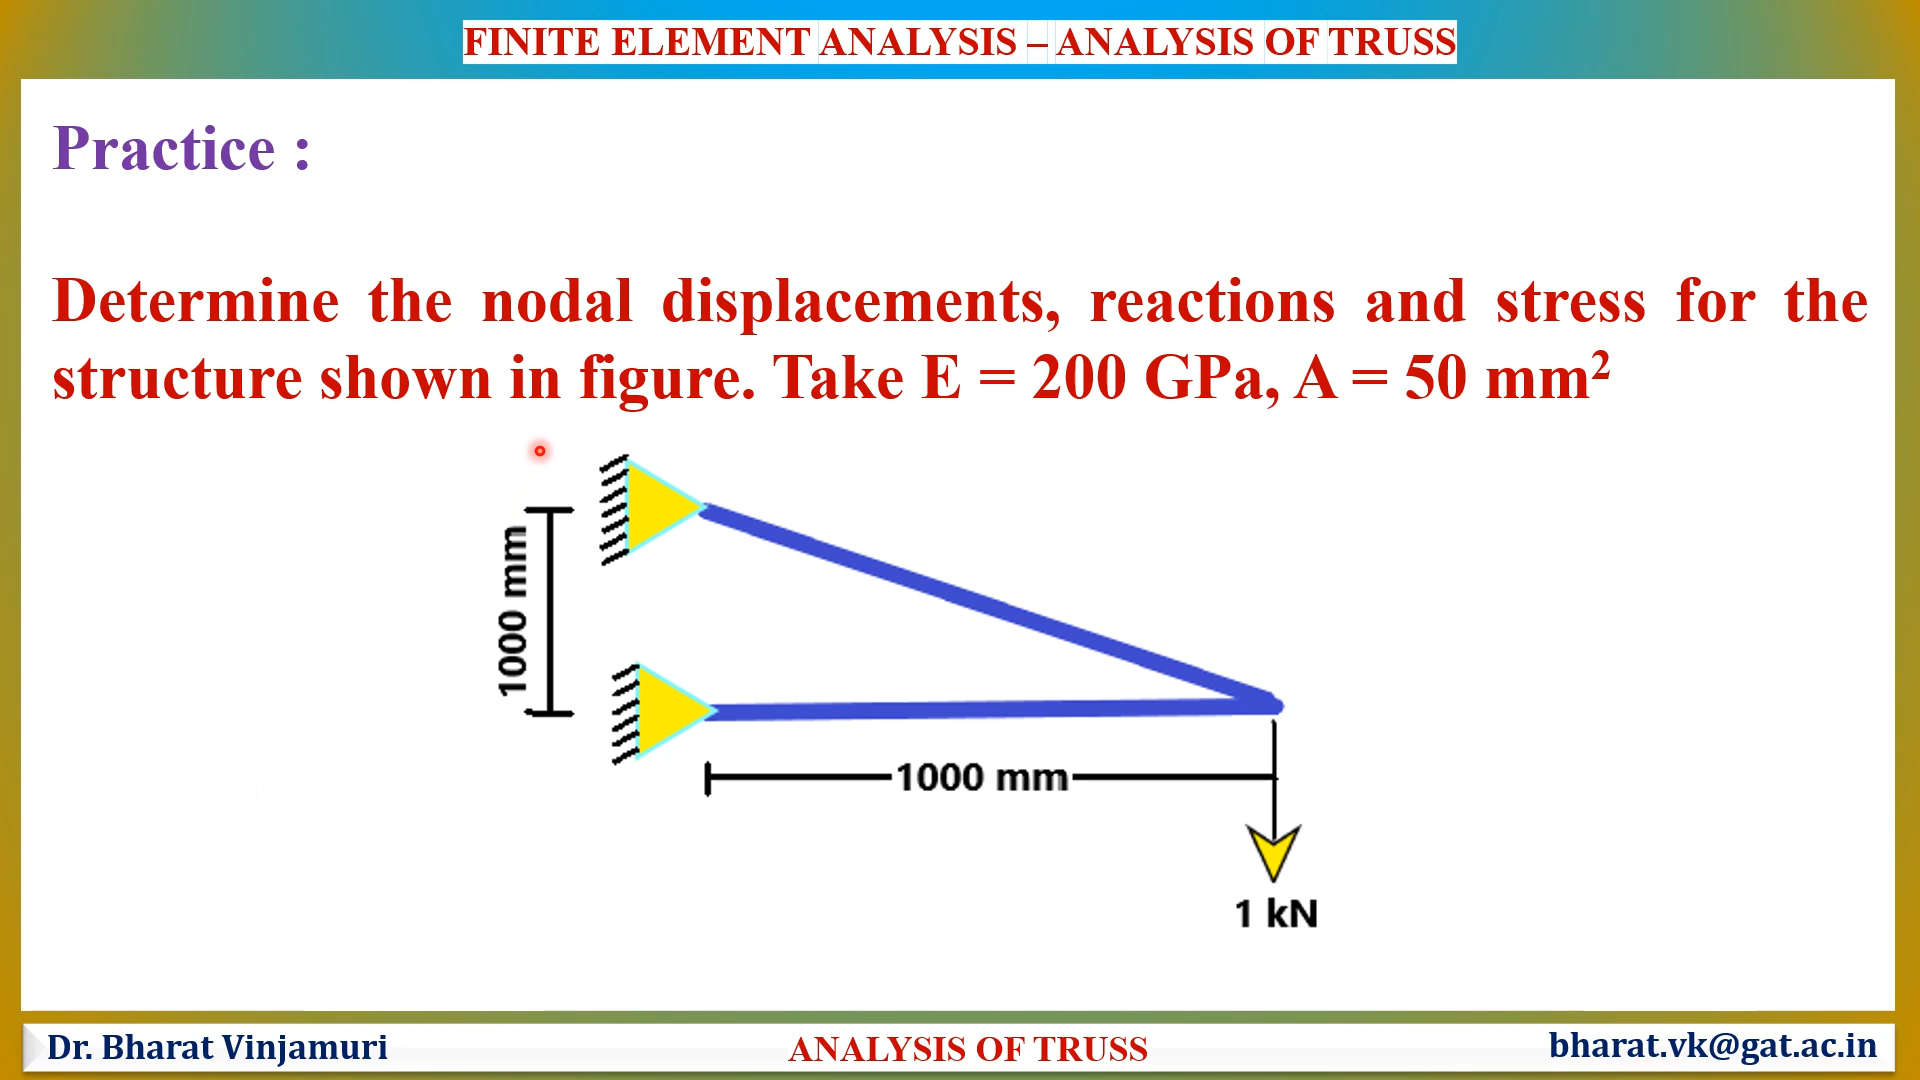 FINITE ELEMENT ANALYSIS – ANALYSIS OF TRUSS
Practice :
Determine the nodal displacements, reactions and stress for the
structure shown in figure. Take E = 200 GPa, A = 50 mm²
1000 mm
1000 mm
1 kN
Dr. Bharat Vinjamuri
ANALYSIS OF TRUSS
bharat.vk@gat.ac.in